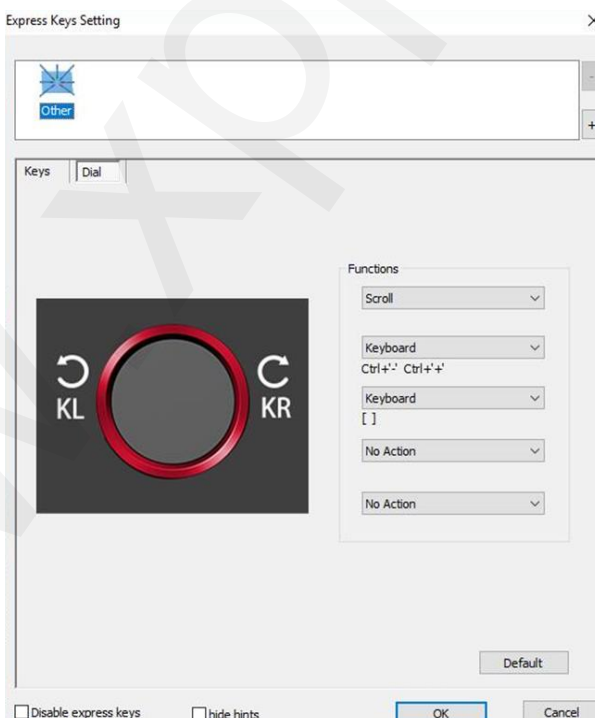 Express Keys Setting
Other
-
+
Keys
Dial
Functions
Scroll
Keyboard
Ctrl+'-' Ctrl+'+'
Keyboard
[ ]
No Action
No Action
KL
KR
Default
Disable express keys
hide hints
OK
Cancel